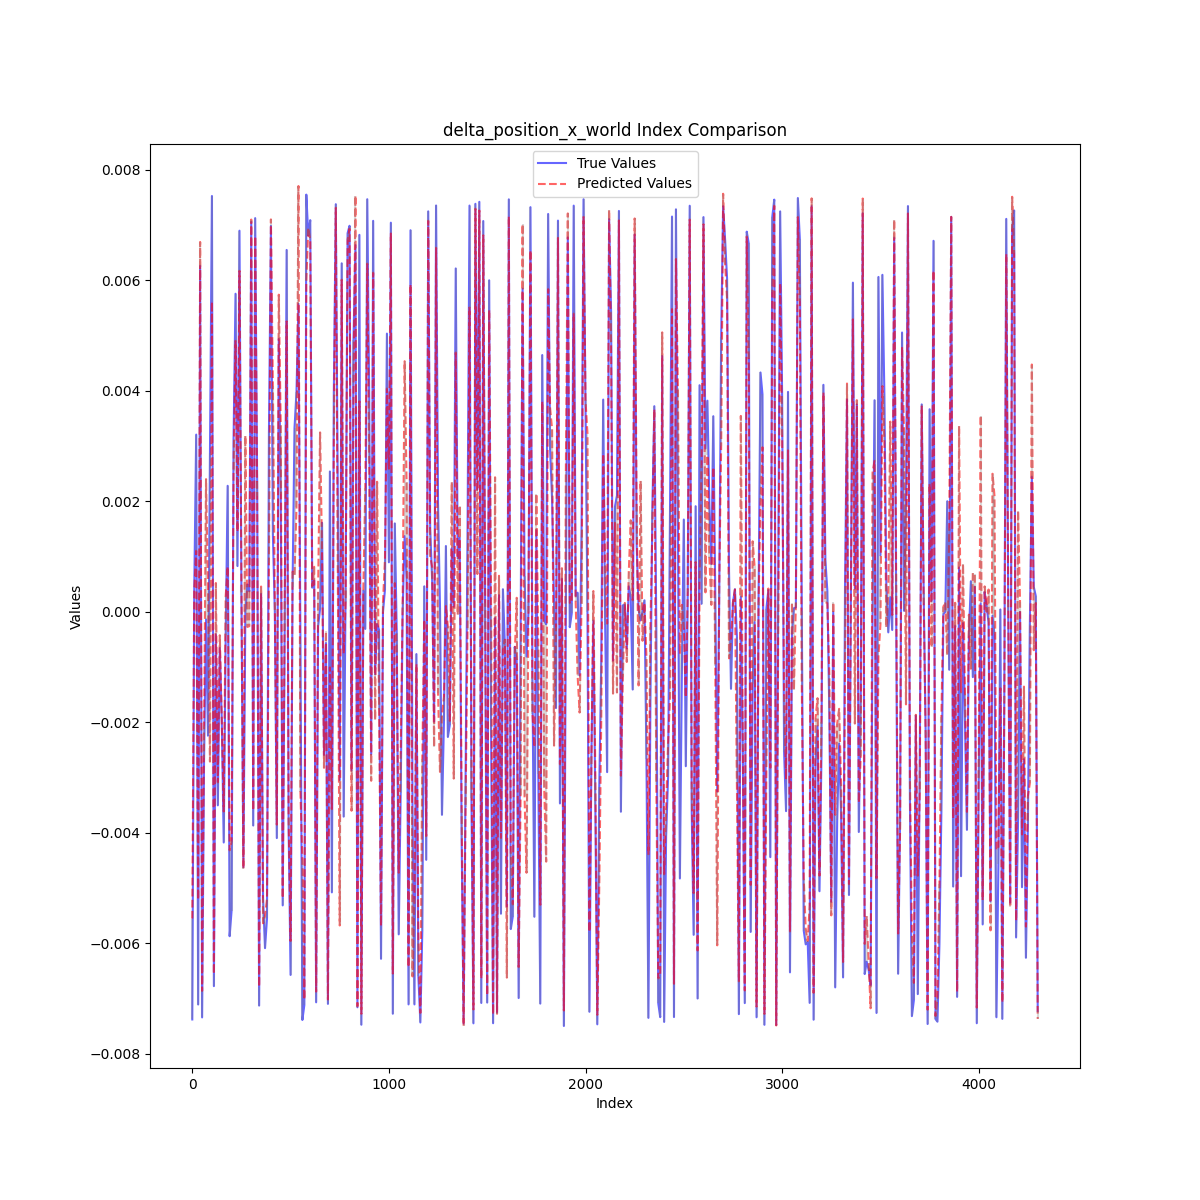 delta_position_x_world Index Comparison
True Values
Predicted Values
0.008
0.006
0.004
0.002
0.000
−0.002
−0.004
−0.006
−0.008
Values
0
1000
2000
3000
4000
Index